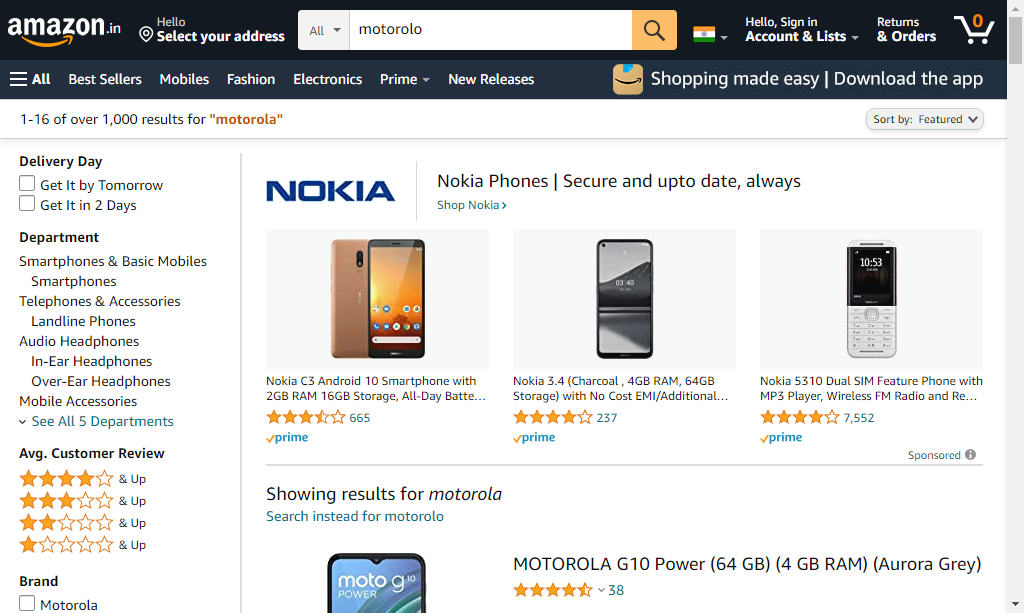 amazon.in
Hello
Select your address
All
motorolo
Hello, Sign in
Account & Lists
Returns
& Orders
0
All
Best Sellers
Mobiles
Fashion
Electronics
Prime
New Releases
Shopping made easy | Download the app
1-16 of over 1,000 results for "motorola"
Sort by: Featured
Delivery Day
Get It by Tomorrow
Get It in 2 Days
Department
Smartphones & Basic Mobiles
Smartphones
Telephones & Accessories
Landline Phones
Audio Headphones
In-Ear Headphones
Over-Ear Headphones
Mobile Accessories
See All 5 Departments
Avg. Customer Review
& Up
& Up
& Up
& Up
Brand
Motorola
NOKIA
Nokia Phones | Secure and upto date, always
Shop Nokia
Nokia C3 Android 10 Smartphone with
2GB RAM 16GB Storage, All-Day Batte...
665
prime
03:40
Nokia 3.4 (Charcoal , 4GB RAM, 64GB
Storage) with No Cost EMI/Additional...
237
prime
10:53
Nokia 5310 Dual SIM Feature Phone with
MP3 Player, Wireless FM Radio and Re...
7,552
prime
Sponsored
Showing results for motorola
Search instead for motorolo
moto g10
POWER
MOTOROLA G10 Power (64 GB) (4 GB RAM) (Aurora Grey)
38